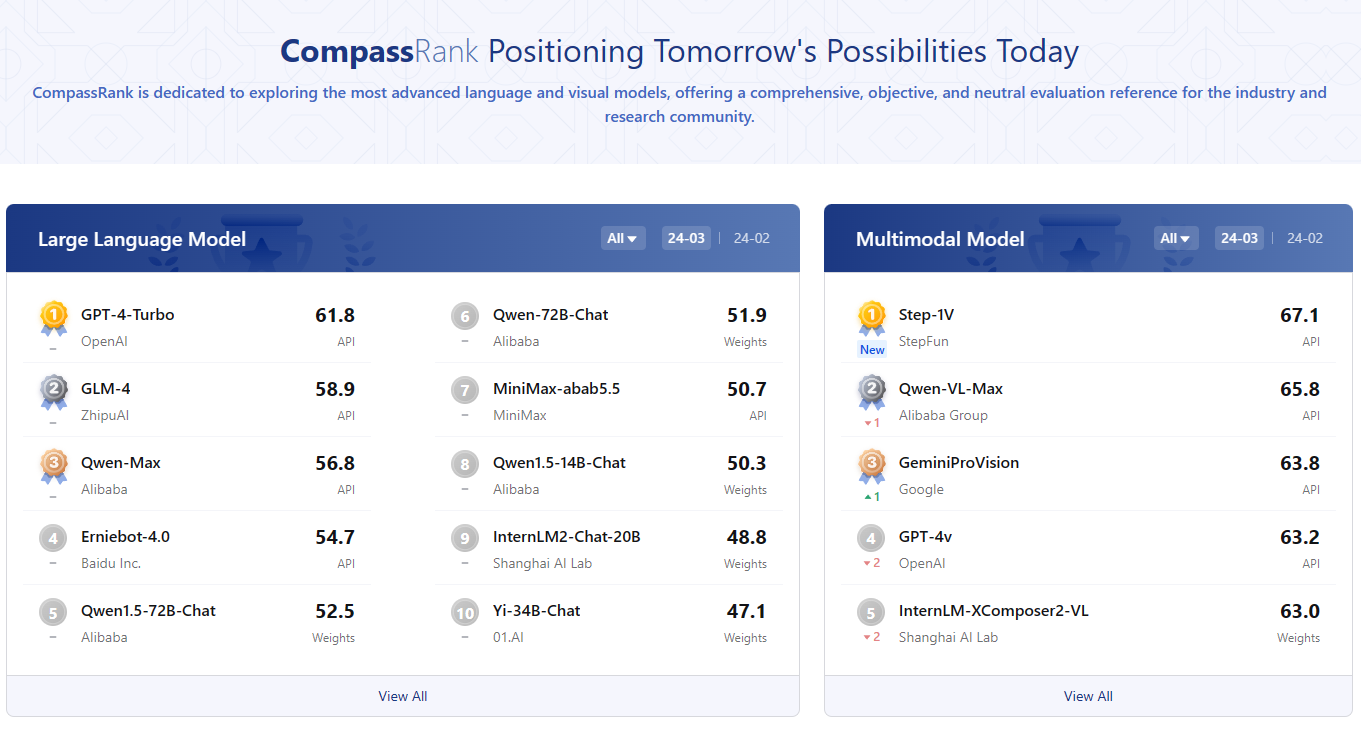 CompassRank Positioning Tomorrow's Possibilities Today
CompassRank is dedicated to exploring the most advanced language and visual models, offering a comprehensive, objective, and neutral evaluation reference for the industry and
research community.
Large Language Model
All 24-03 | 24-02
1 GPT-4-Turbo 61.8
– OpenAI API
2 GLM-4 58.9
– ZhipuAI API
3 Qwen-Max 56.8
– Alibaba API
4 Erniebot-4.0 54.7
– Baidu Inc. API
5 Qwen1.5-72B-Chat 52.5
– Alibaba Weights
6 Qwen-72B-Chat 51.9
– Alibaba Weights
7 MiniMax-abab5.5 50.7
– MiniMax API
8 Qwen1.5-14B-Chat 50.3
– Alibaba Weights
9 InternLM2-Chat-20B 48.8
– Shanghai AI Lab Weights
10 Yi-34B-Chat 47.1
– 01.AI Weights
View All
Multimodal Model
All 24-03 | 24-02
1 Step-1V 67.1
New StepFun API
2 Qwen-VL-Max 65.8
1 Alibaba Group API
3 GeminiProVision 63.8
1 Google API
4 GPT-4v 63.2
2 OpenAI API
5 InternLM-XComposer2-VL 63.0
2 Shanghai AI Lab Weights
View All